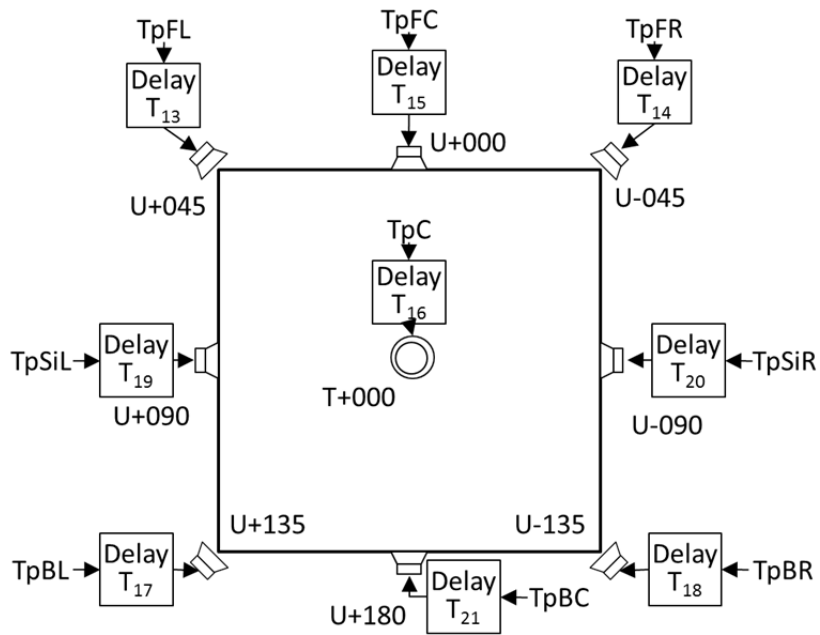 TpFL
Delay
T13
U+045
TpFC
Delay
T15
U+000
TpFR
Delay
T14
U-045
TpC
Delay
T16
T+000
TpSiL
Delay
T19
U+090
Delay
T20
TpSiR
U-090
U+135
U-135
TpBL
Delay
T17
U+180
Delay
T21
TpBC
Delay
T18
TpBR